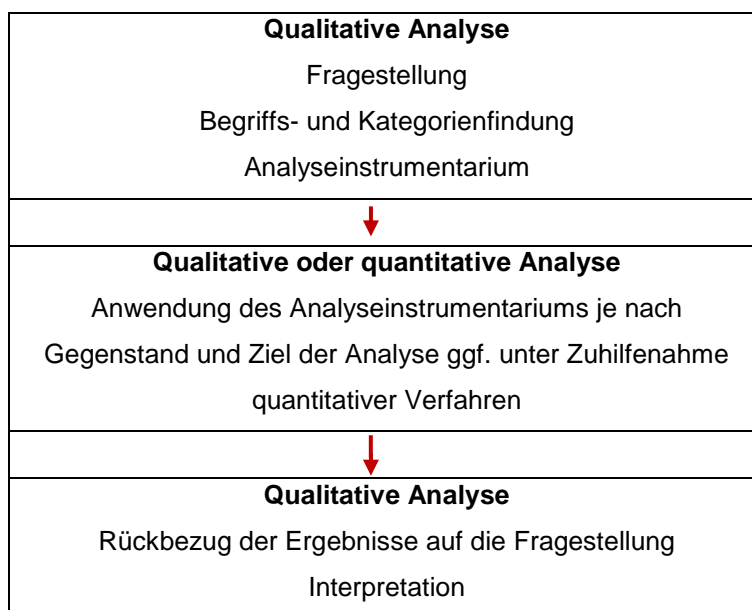 Qualitative Analyse
Fragestellung
Begriffs- und Kategorienfindung
Analyseinstrumentarium
Qualitative oder quantitative Analyse
Anwendung des Analyseinstrumentariums je nach
Gegenstand und Ziel der Analyse ggf. unter Zuhilfenahme
quantitativer Verfahren
Qualitative Analyse
Rückbezug der Ergebnisse auf die Fragestellung
Interpretation